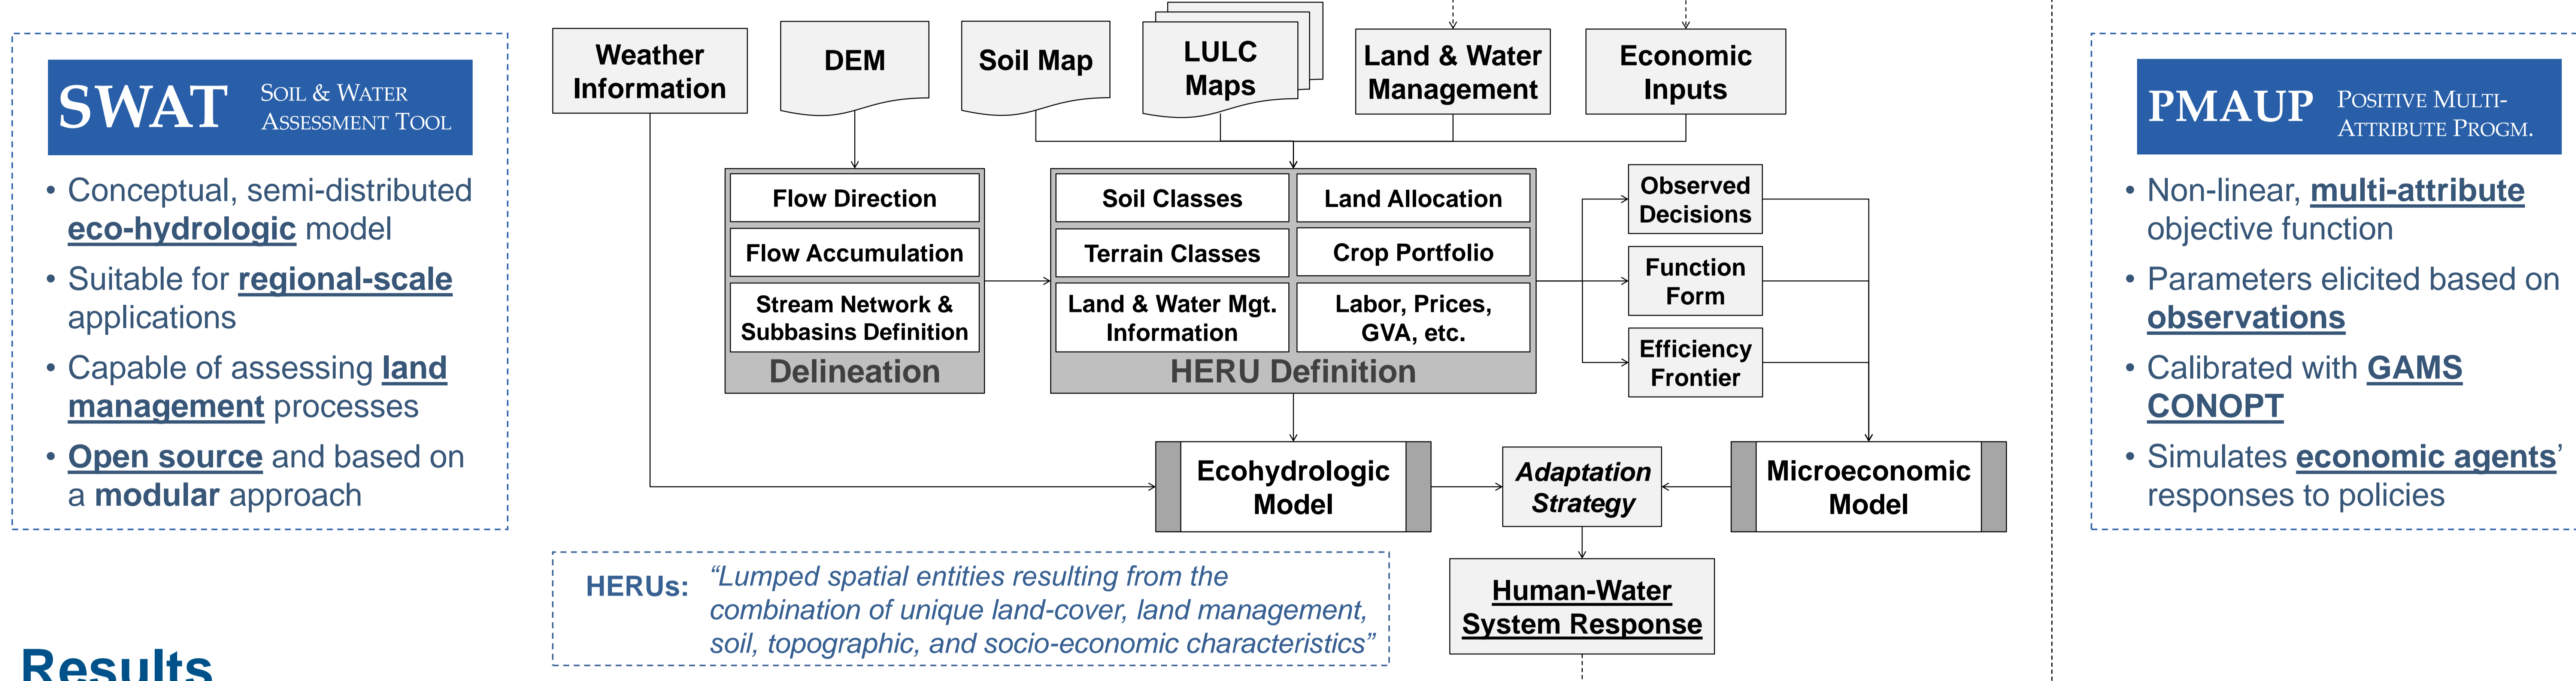 SWAT
SOIL & WATER
ASSESSMENT TOOL
• Conceptual, semi-distributed
eco-hydrologic model
• Suitable for regional-scale
applications
• Capable of assessing land
management processes
• Open source and based on
a modular approach
Weather
Information
DEM
Soil Map
LULC
Maps
Land & Water
Management
Economic
Inputs
Flow Direction
Flow Accumulation
Stream Network &
Subbasins Definition
Delineation
Soil Classes
Terrain Classes
Land & Water Mgt.
Information
Land Allocation
Crop Portfolio
Labor, Prices,
GVA, etc.
HERU Definition
Observed
Decisions
Function
Form
Efficiency
Frontier
Ecohydrologic
Model
Adaptation
Strategy
Microeconomic
Model
Human-Water
System Response
HERUs:
“Lumped spatial entities resulting from the
combination of unique land-cover, land management,
soil, topographic, and socio-economic characteristics”
PMAUP
POSITIVE MULTI-
ATTRIBUTE PROGM.
• Non-linear, multi-attribute
objective function
• Parameters elicited based on
observations
• Calibrated with GAMS
CONOPT
• Simulates economic agents’
responses to policies
Results